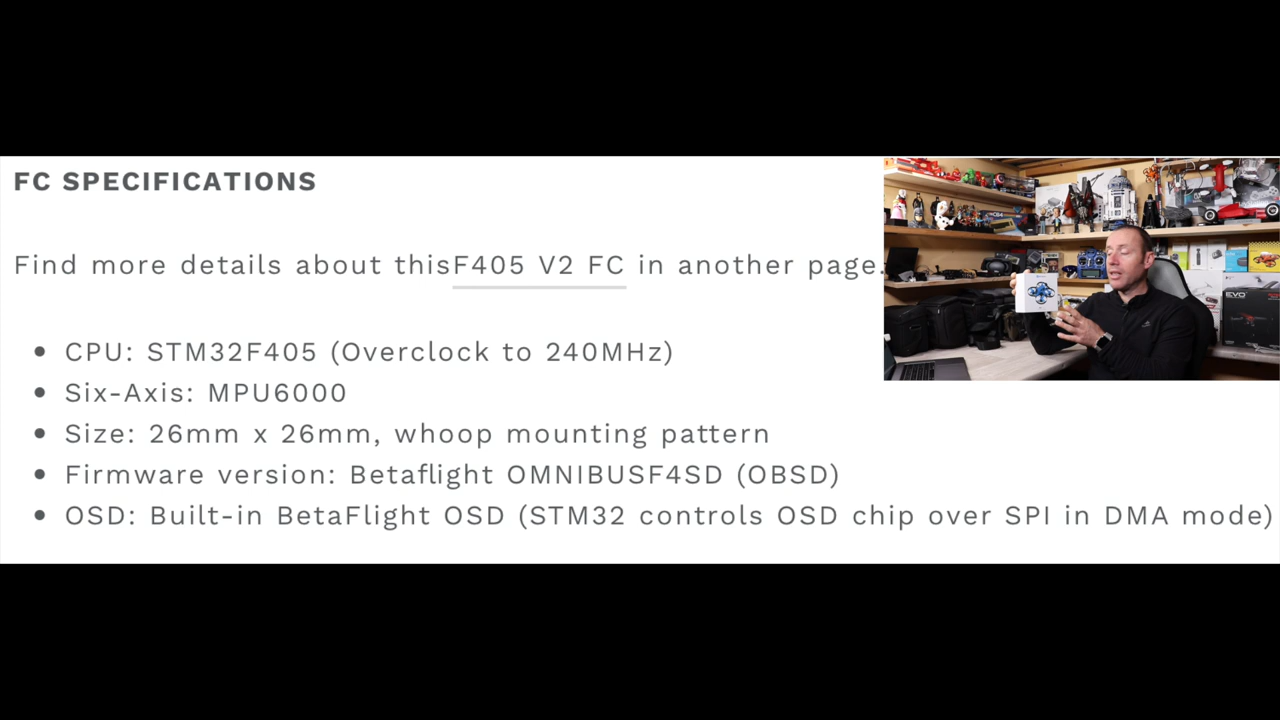 FC SPECIFICATIONS
Find more details about thisF405 V2 FC in another page.
CPU: STM32F405 (Overclock to 240MHz)
Six-Axis: MPU6000
Size: 26mm x 26mm, whoop mounting pattern
Firmware version: Betaflight OMNIBUSF4SD (OBSD)
OSD: Built-in BetaFlight OSD (STM32 controls OSD chip over SPI in DMA mode)
EVO